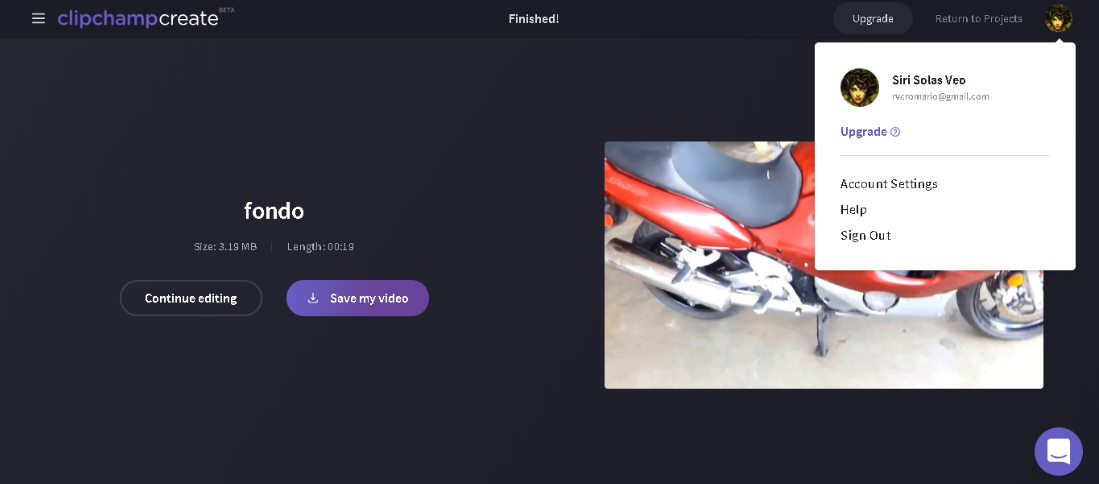 clipchampcreate BETA
Finished!
Upgrade
Return to Projects
Siri Solas Veo
rvcromario@gmail.com
Upgrade ?
Account Settings
Help
Sign Out
fondo
Size: 3.19 MB | Length: 00:19
Continue editing
Save my video